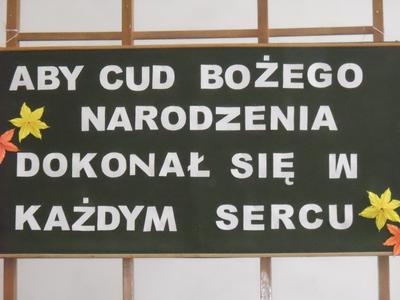 ABY CUD BOŻEGO
NARODZENIA
DOKONAŁ SIĘ W
KAŻDYM SERCU